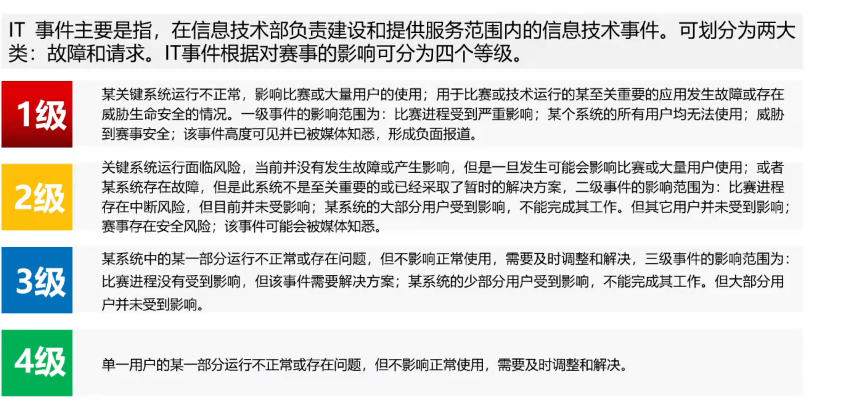 IT 事件主要是指，在信息技术部负责建设和提供服务范围内的信息技术事件。可划分为两大
类：故障和请求。IT事件根据对赛事的影响可分为四个等级。
1级
某关键系统运行不正常，影响比赛或大量用户的使用；用于比赛或技术运行的某至关重要的应用发生故障或存在
威胁生命安全的情况。一级事件的影响范围为：比赛进程受到严重影响；某个系统的所有用户均无法使用；威胁
到赛事安全；该事件高度可见并已被媒体知悉，形成负面报道。
2级
关键系统运行面临风险，当前并没有发生故障或产生影响，但是一旦发生可能会影响比赛或大量用户使用；或者
某系统存在故障，但是此系统不是至关重要的或已经采取了暂时的解决方案，二级事件的影响范围为：比赛进程
存在中断风险，但目前并未受影响；某系统的大部分用户受到影响，不能完成其工作。但其它用户并未受到影响；
赛事存在安全风险；该事件可能会被媒体知悉。
3级
某系统中的某一部分运行不正常或存在问题，但不影响正常使用，需要及时调整和解决，三级事件的影响范围为：
比赛进程没有受到影响，但该事件需要解决方案；某系统的少部分用户受到影响，不能完成其工作。但大部分用
户并未受到影响。
4级
单一用户的某一部分运行不正常或存在问题，但不影响正常使用，需要及时调整和解决。